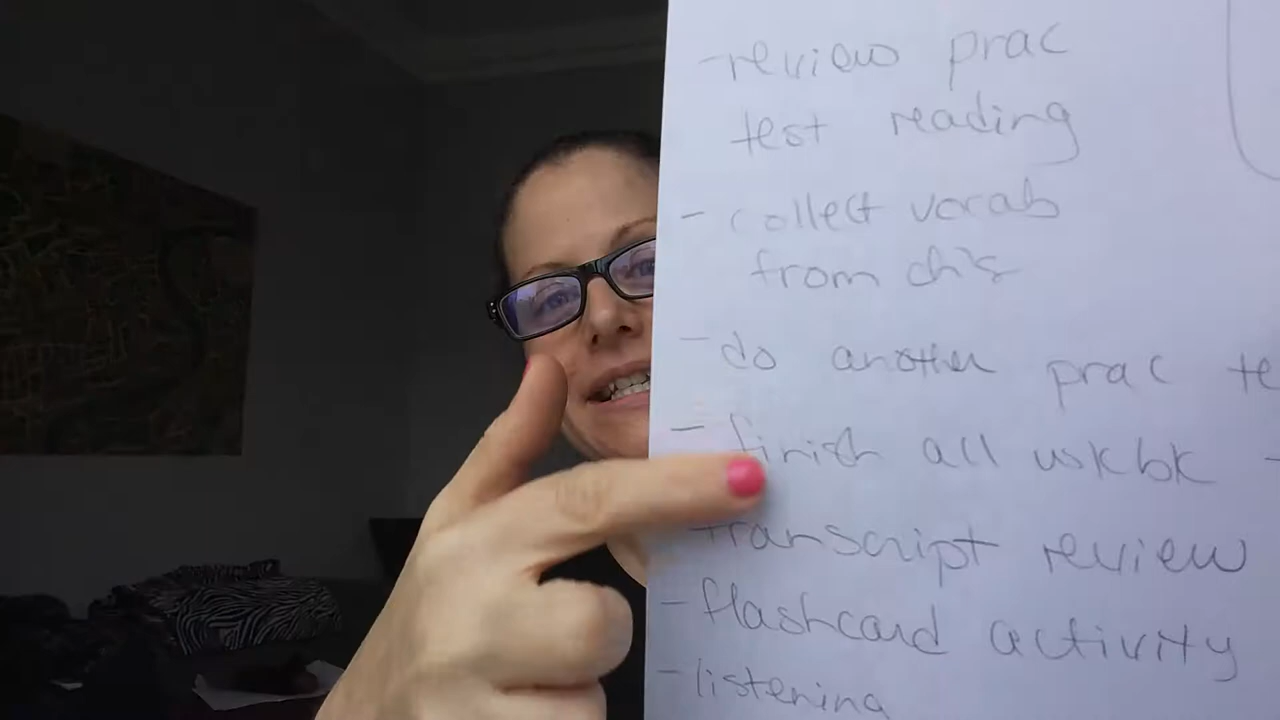 - review prac
test reading
- collect vocab
from ch's
- do another prac te
- finish all wkbk -
transcript review
- flashcard activity
- listening